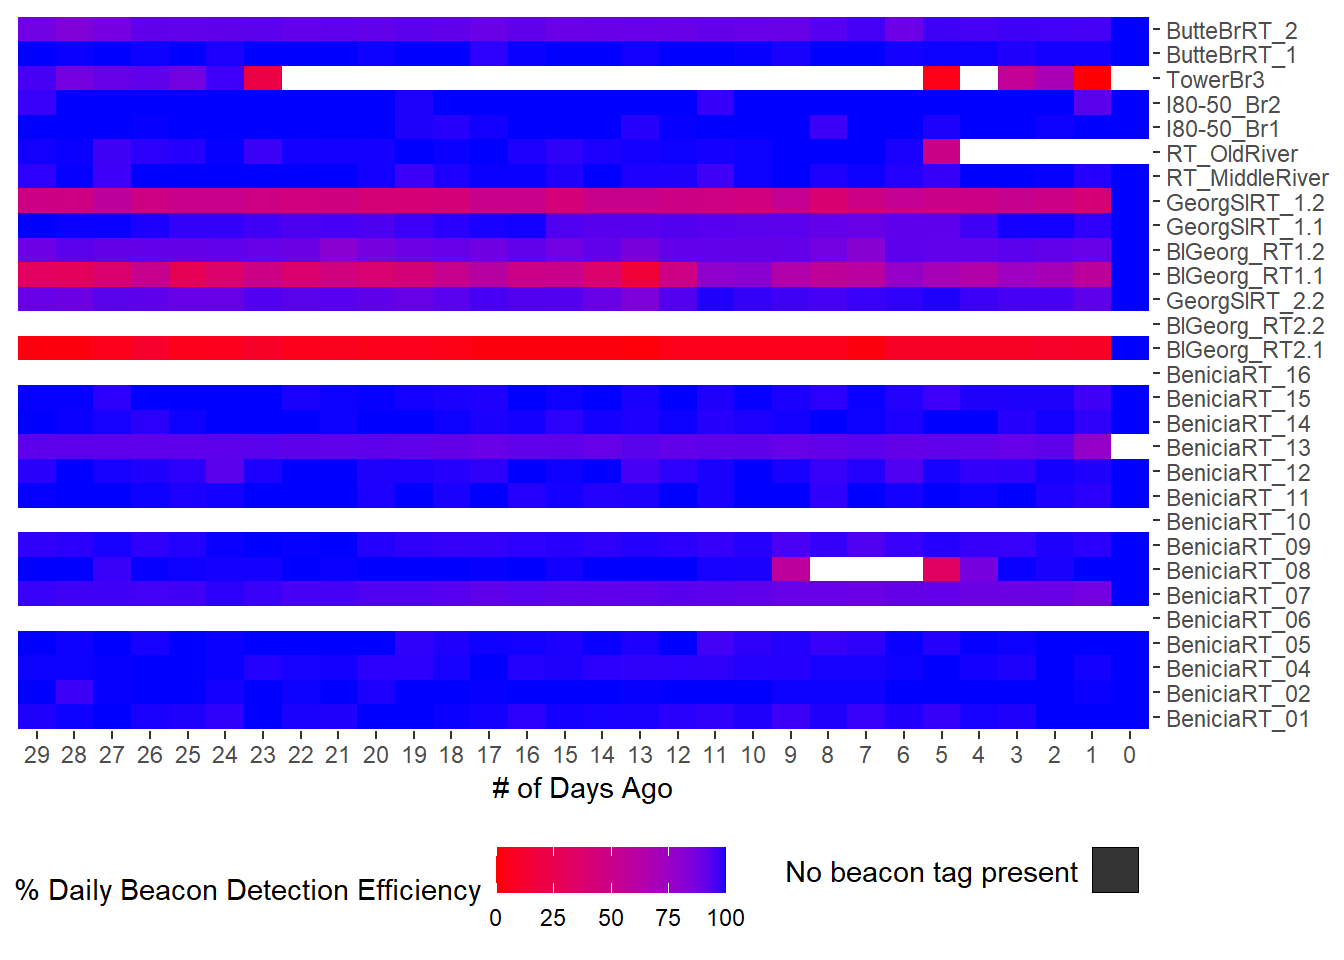 ButteBrRT_2
ButteBrRT_1
TowerBr3
I80-50_Br2
I80-50_Br1
RT_OldRiver
RT_MiddleRiver
GeorgSlRT_1.2
GeorgSlRT_1.1
BlGeorg_RT1.2
BlGeorg_RT1.1
GeorgSlRT_2.2
BlGeorg_RT2.2
BlGeorg_RT2.1
BeniciaRT_16
BeniciaRT_15
BeniciaRT_14
BeniciaRT_13
BeniciaRT_12
BeniciaRT_11
BeniciaRT_10
BeniciaRT_09
BeniciaRT_08
BeniciaRT_07
BeniciaRT_06
BeniciaRT_05
BeniciaRT_04
BeniciaRT_02
BeniciaRT_01
29 28 27 26 25 24 23 22 21 20 19 18 17 16 15 14 13 12 11 10 9 8 7 6 5 4 3 2 1 0
# of Days Ago
% Daily Beacon Detection Efficiency
0 25 50 75 100
No beacon tag present